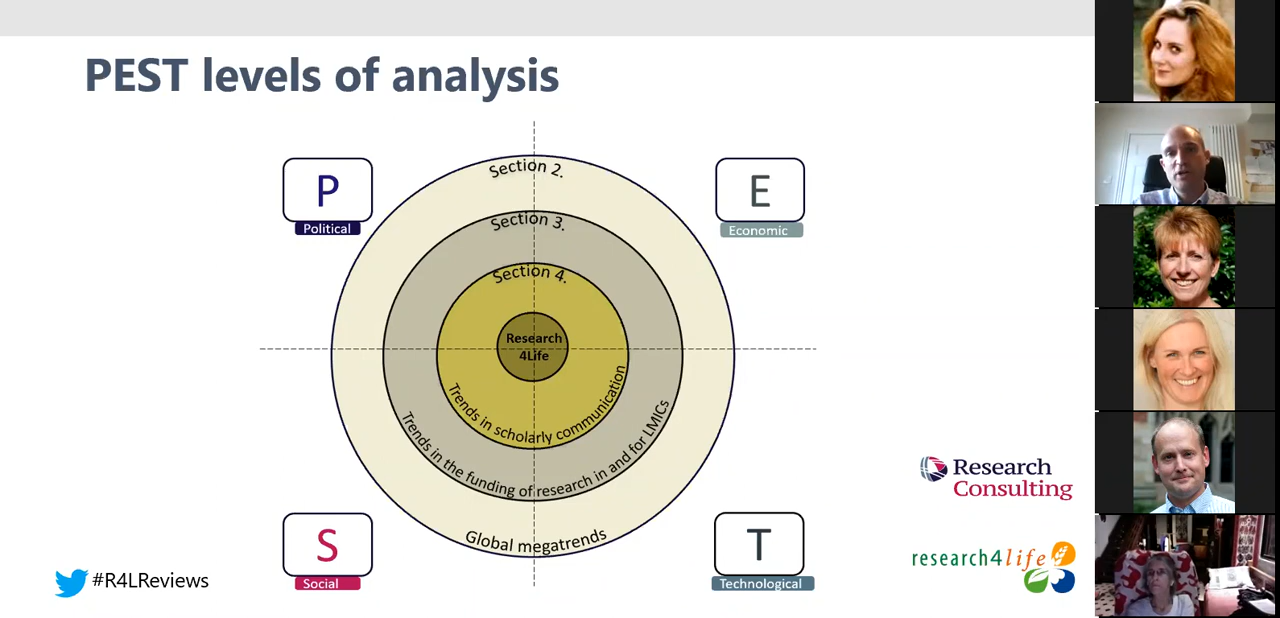 PEST levels of analysis
P
Political
E
Economic
Section 2.
Section 3.
Section 4.
Research
4Life
Trends in scholarly communication
Trends in the funding of research in and for LMICs
Global megatrends
S
Social
T
Technological
#R4LReviews
Research
Consulting
research4life